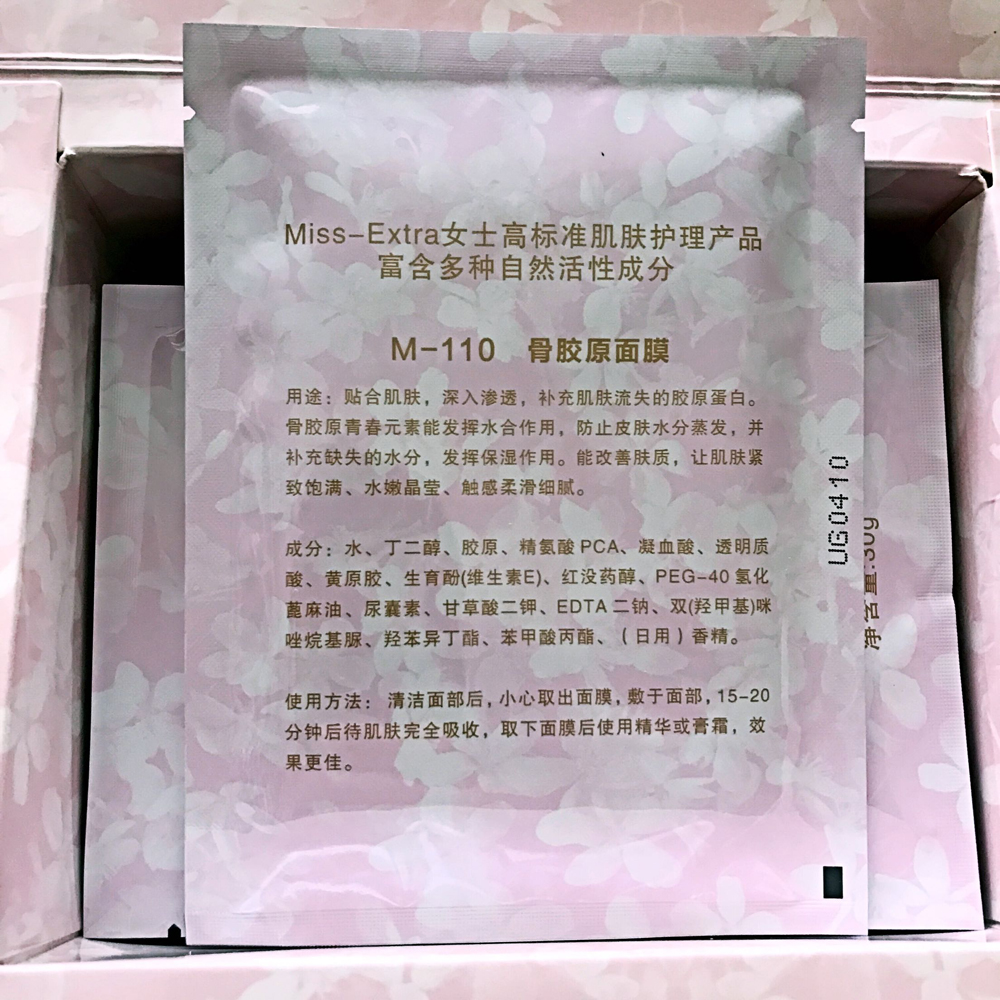 Miss-Extra女士高标准肌肤护理产品
富含多种自然活性成分
M-110 骨胶原面膜
用途：贴合肌肤，深入渗透，补充肌肤流失的胶原蛋白。
骨胶原青春元素能发挥水合作用，防止皮肤水分蒸发，并
补充缺失的水分，发挥保湿作用。能改善肤质，让肌肤紧
致饱满、水嫩晶莹、触感柔滑细腻。
成分：水、丁二醇、胶原、精氨酸PCA、凝血酸、透明质
酸、黄原胶、生育酚(维生素E)、红没药醇、PEG-40氢化
蓖麻油、尿囊素、甘草酸二钾、EDTA二钠、双(羟甲基)咪
唑烷基脲、羟苯异丁酯、苯甲酸丙酯、（日用）香精。
使用方法：清洁面部后，小心取出面膜，敷于面部，15-20
分钟后待肌肤完全吸收，取下面膜后使用精华或膏霜，效
果更佳。
UG0410
净含量:30g